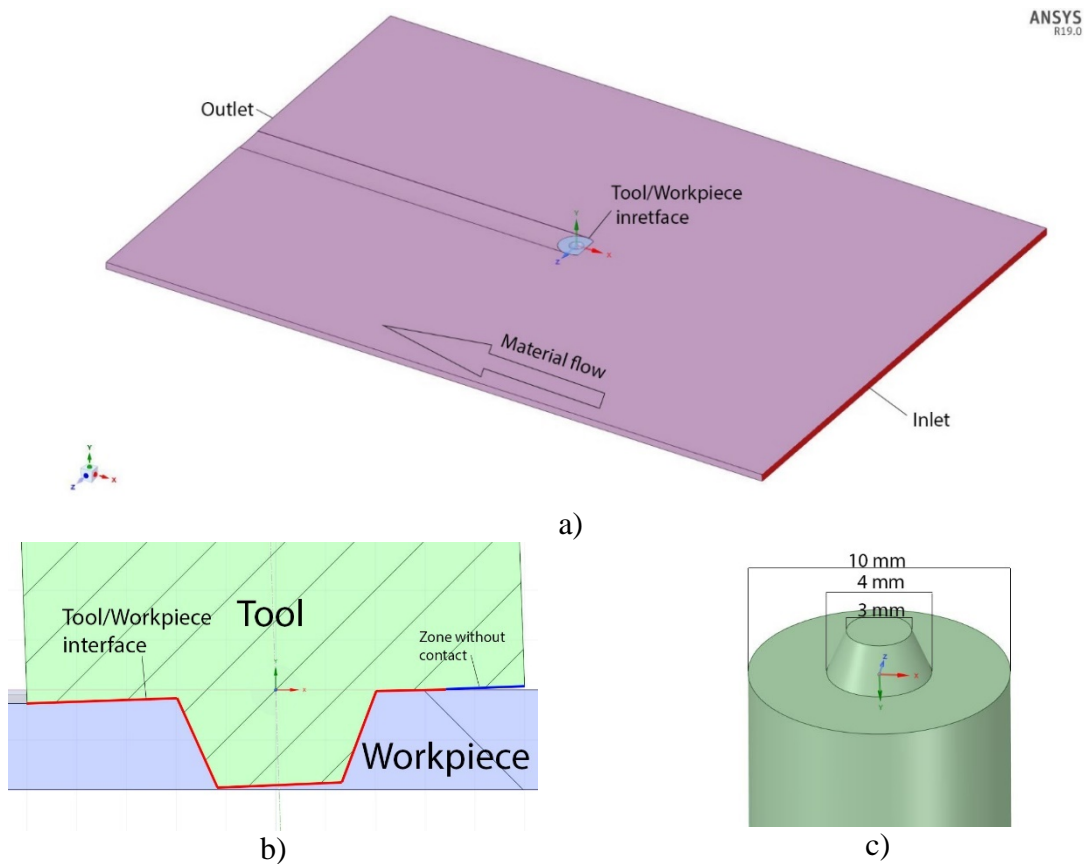 ANSYS
R19.0
Outlet
Tool/Workpiece
inretface
Y
X
Z
Material flow
Inlet
Y
X
Z
a)
Tool/Workpiece
interface
Tool
Zone without
contact
Y
X
Workpiece
b)
10 mm
4 mm
3 mm
Z
X
Y
c)